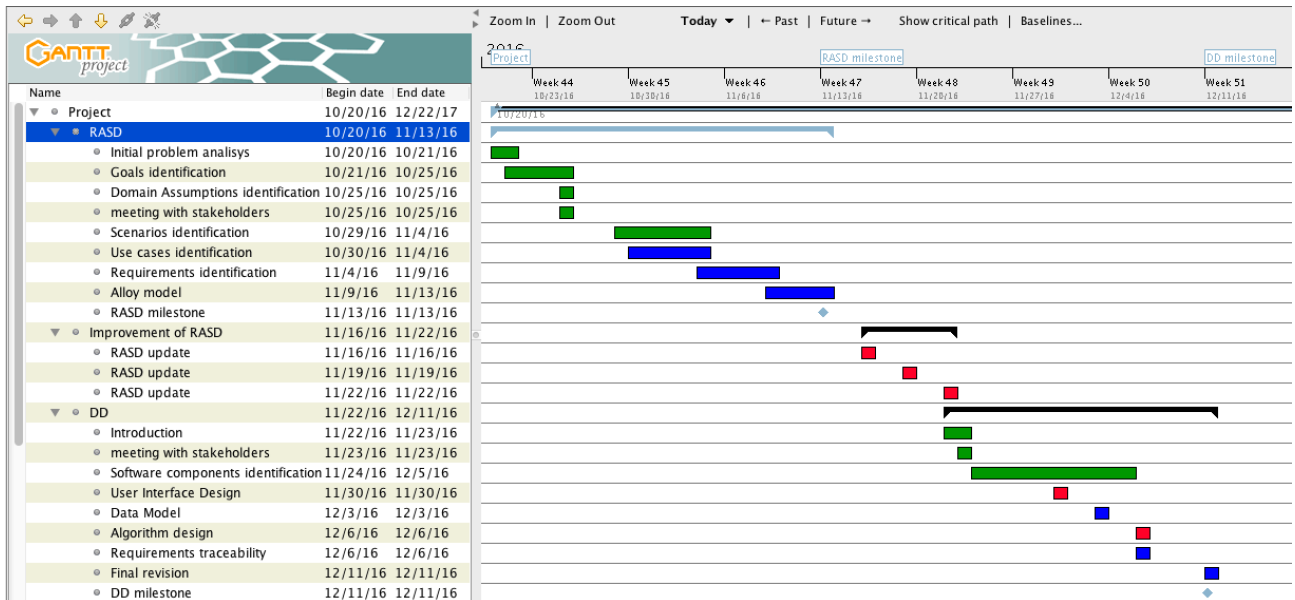 Zoom In | Zoom Out Today ▼ | ← Past | Future → Show critical path | Baselines...
GANTT project
2016
Project RASD milestone DD milestone
Week 44 Week 45 Week 46 Week 47 Week 48 Week 49 Week 50 Week 51
10/23/16 10/30/16 11/6/16 11/13/16 11/20/16 11/27/16 12/4/16 12/11/16
Name Begin date End date
Project 10/20/16 12/22/17
10/20/16
RASD 10/20/16 11/13/16
Initial problem analisys 10/20/16 10/21/16
Goals identification 10/21/16 10/25/16
Domain Assumptions identification 10/25/16 10/25/16
meeting with stakeholders 10/25/16 10/25/16
Scenarios identification 10/29/16 11/4/16
Use cases identification 10/30/16 11/4/16
Requirements identification 11/4/16 11/9/16
Alloy model 11/9/16 11/13/16
RASD milestone 11/13/16 11/13/16
Improvement of RASD 11/16/16 11/22/16
RASD update 11/16/16 11/16/16
RASD update 11/19/16 11/19/16
RASD update 11/22/16 11/22/16
DD 11/22/16 12/11/16
Introduction 11/22/16 11/23/16
meeting with stakeholders 11/23/16 11/23/16
Software components identification 11/24/16 12/5/16
User Interface Design 11/30/16 11/30/16
Data Model 12/3/16 12/3/16
Algorithm design 12/6/16 12/6/16
Requirements traceability 12/6/16 12/6/16
Final revision 12/11/16 12/11/16
DD milestone 12/11/16 12/11/16